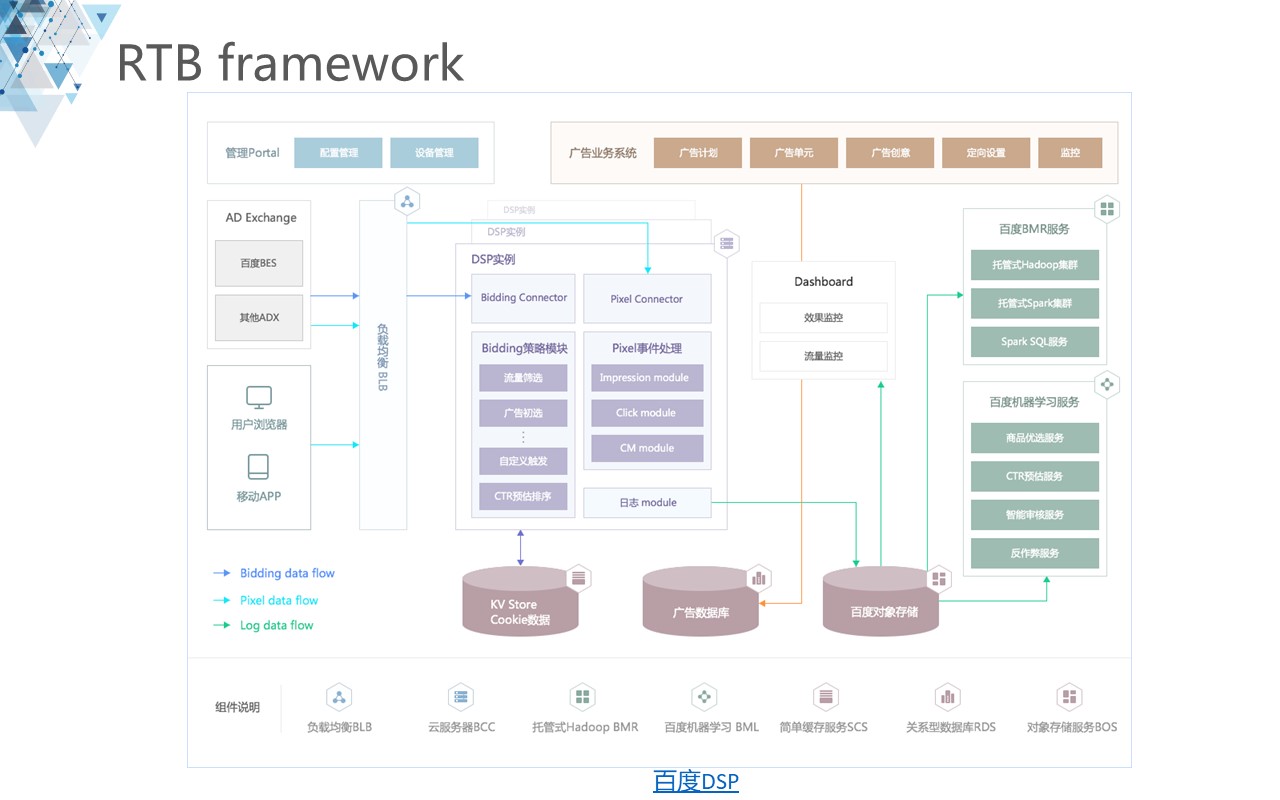 RTB framework
管理Portal
配置管理
设备管理
广告业务系统
广告计划
广告单元
广告创意
定向设置
监控
AD Exchange
百度BES
其他ADX
用户浏览器
移动APP
负载均衡 BLB
DSP实例
DSP实例
DSP实例
Bidding Connector
Pixel Connector
Bidding策略模块
流量筛选
广告初选
⋮
自定义触发
CTR预估排序
Pixel事件处理
Impression module
Click module
CM module
日志 module
Dashboard
效果监控
流量监控
百度BMR服务
托管式Hadoop集群
托管式Spark集群
Spark SQL服务
百度机器学习服务
商品优选服务
CTR预估服务
智能审核服务
反作弊服务
Bidding data flow
Pixel data flow
Log data flow
KV Store
Cookie数据
广告数据库
百度对象存储
组件说明
负载均衡BLB
云服务器BCC
托管式Hadoop BMR
百度机器学习 BML
简单缓存服务SCS
关系型数据库RDS
对象存储服务BOS
百度DSP